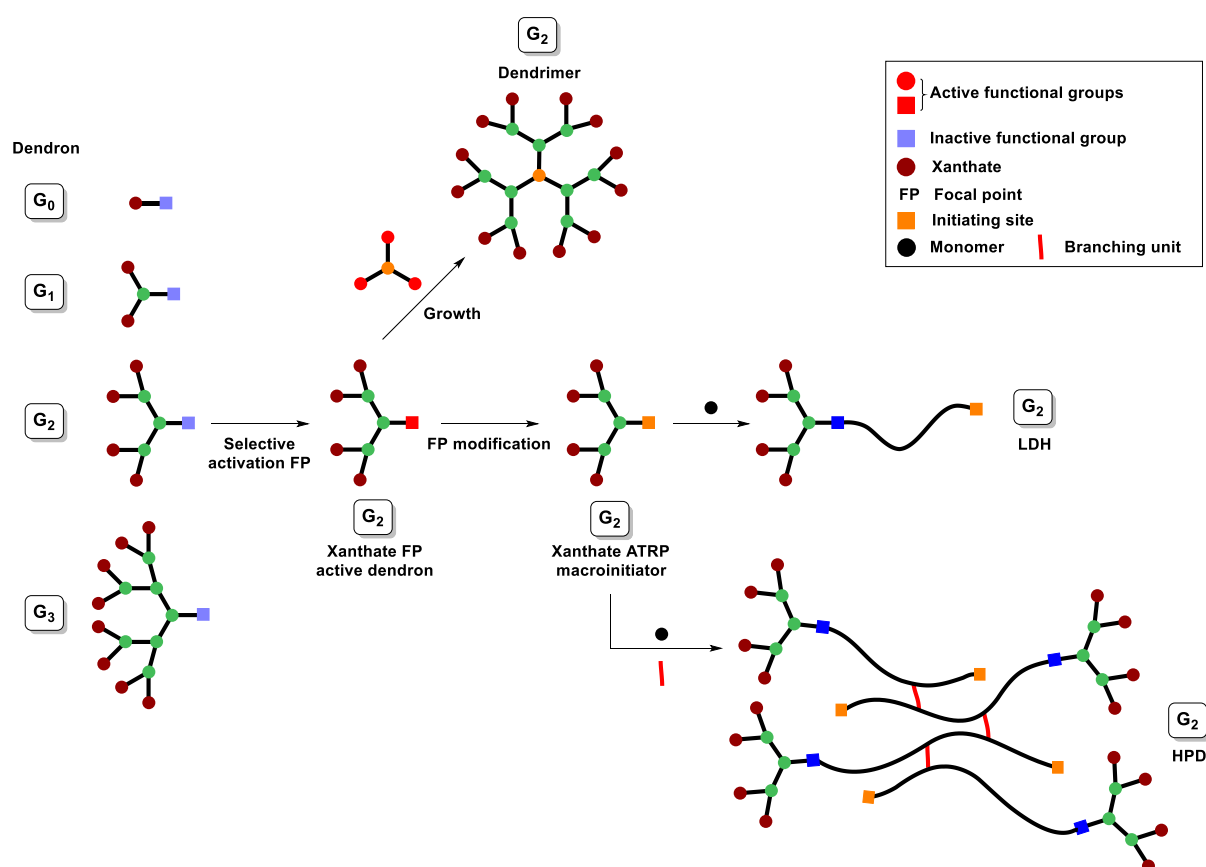 G2
Dendrimer
Active functional groups
Inactive functional group
Xanthate
FP Focal point
Initiating site
Monomer
Branching unit
Dendron
G0
G1
Growth
G2
Selective
activation FP
FP modification
G2
LDH
G2
Xanthate FP
active dendron
G2
Xanthate ATRP
macroinitiator
G3
G2
HPD